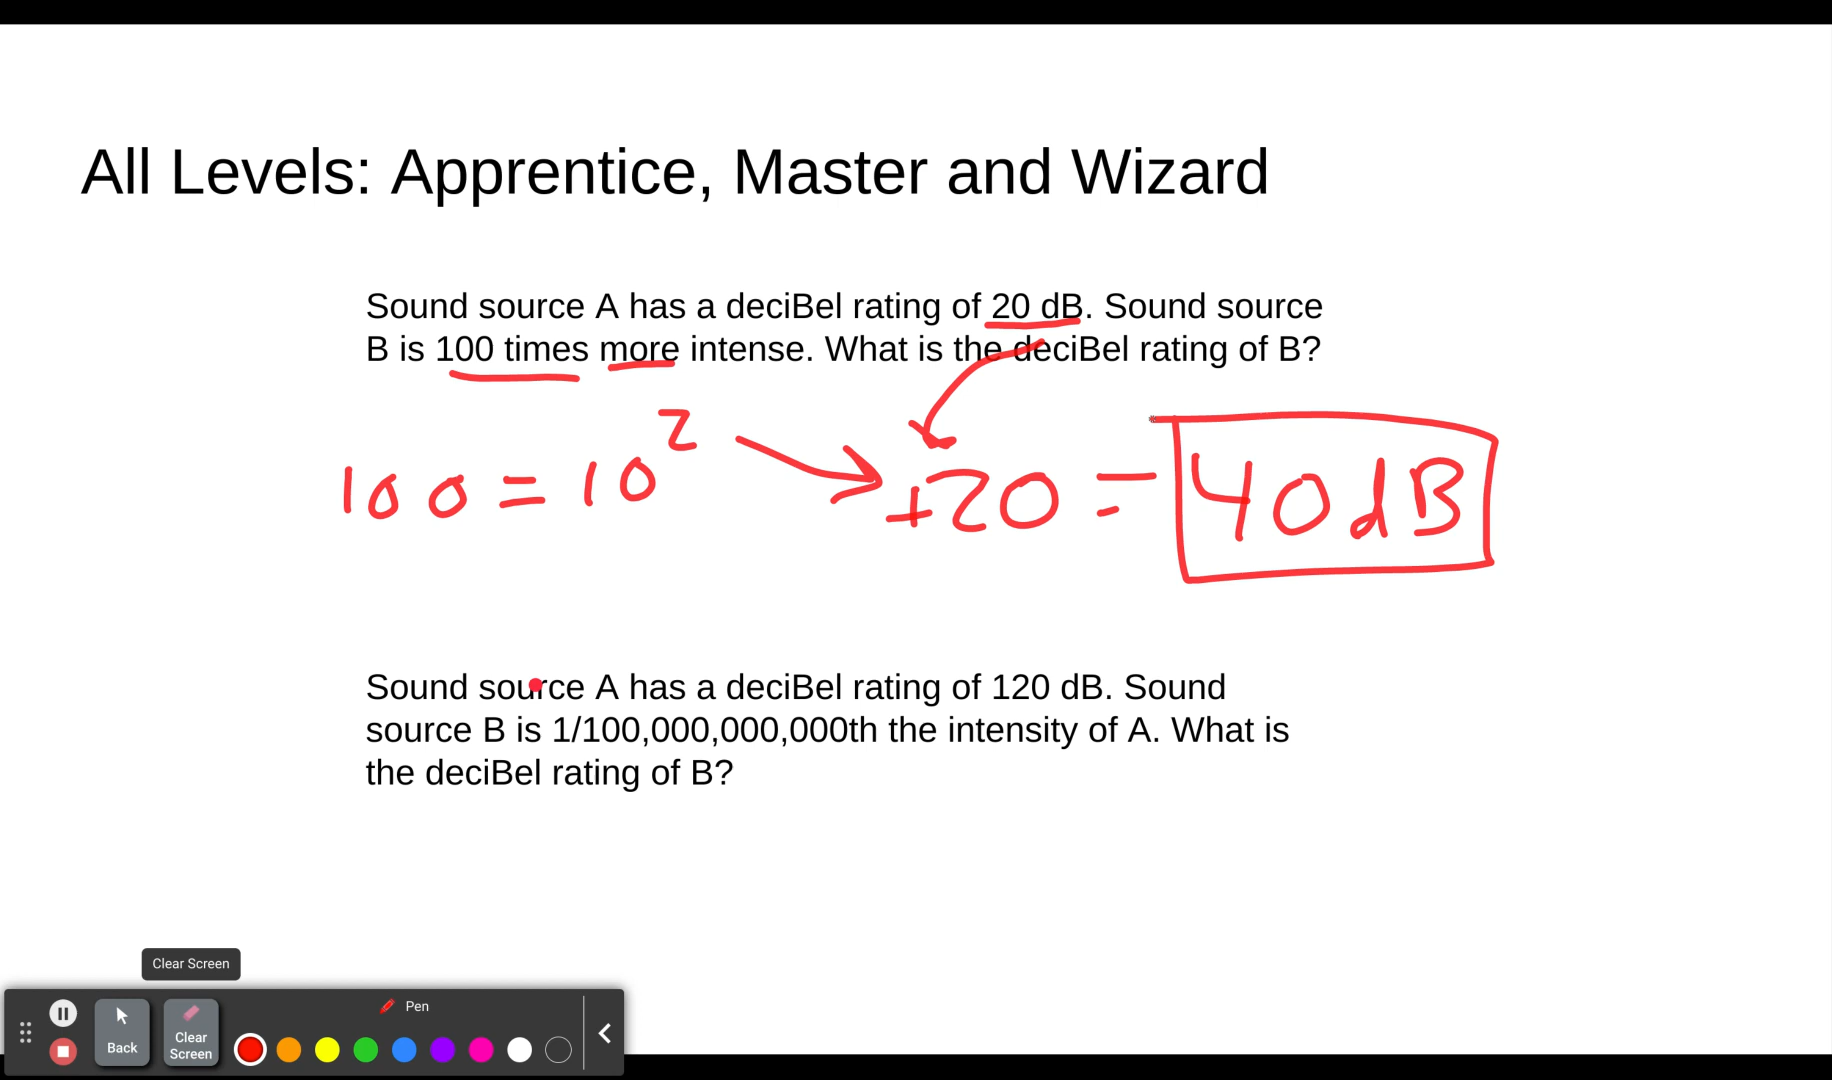 All Levels: Apprentice, Master and Wizard
Sound source A has a deciBel rating of 20 dB. Sound source
B is 100 times more intense. What is the deciBel rating of B?
100 = 10² +20 = 40dB
Sound source A has a deciBel rating of 120 dB. Sound
source B is 1/100,000,000,000th the intensity of A. What is
the deciBel rating of B?
Clear Screen
Pen
Back
Clear
Screen